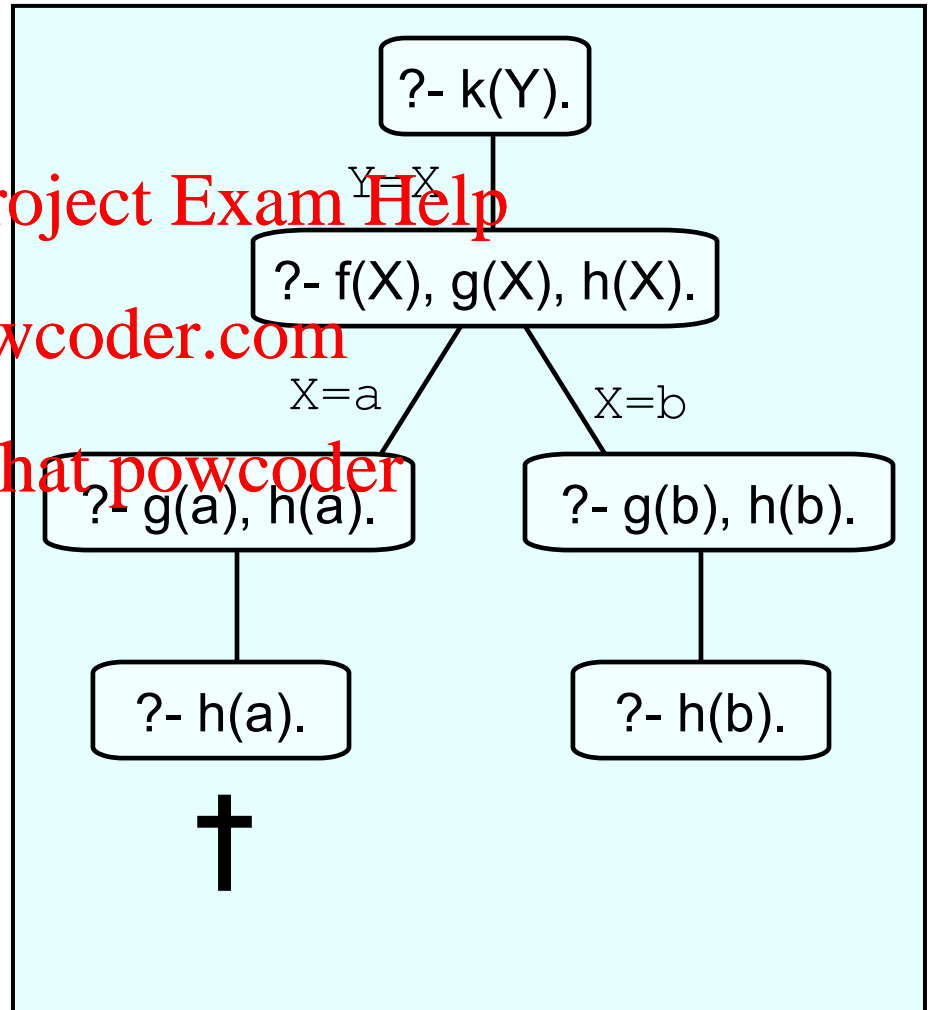 ?- k(Y).
Y=X
roject Exam Help
?- f(X), g(X), h(X).
wcoder.com
X=a
X=b
hat powcoder
?- g(a), h(a).
?- g(b), h(b).
?- h(a).
?- h(b).